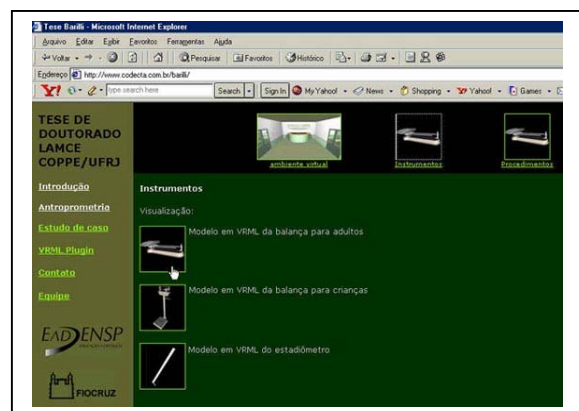 Tese Barilli - Microsoft Internet Explorer
Arquivo Editar Exibir Favoritos Ferramentas Ajuda
Voltar Pesquisar Favoritos Histórico
Endereço http://www.codecta.com.br/barilli/
Y! type search here Search Sign In My Yahoo! News Shopping Yahoo! Games
TESE DE
DOUTORADO
LAMCE
COPPE/UFRJ
ambiente virtual Instrumentos Procedimentos
Introdução
Antroprometria
Estudo de caso
VRML Plugin
Contato
Equipe
EAD ENSP
FIOCRUZ
Instrumentos
Visualização:
Modelo em VRML da balança para adultos
Modelo em VRML da balança para crianças
Modelo em VRML do estadiômetro